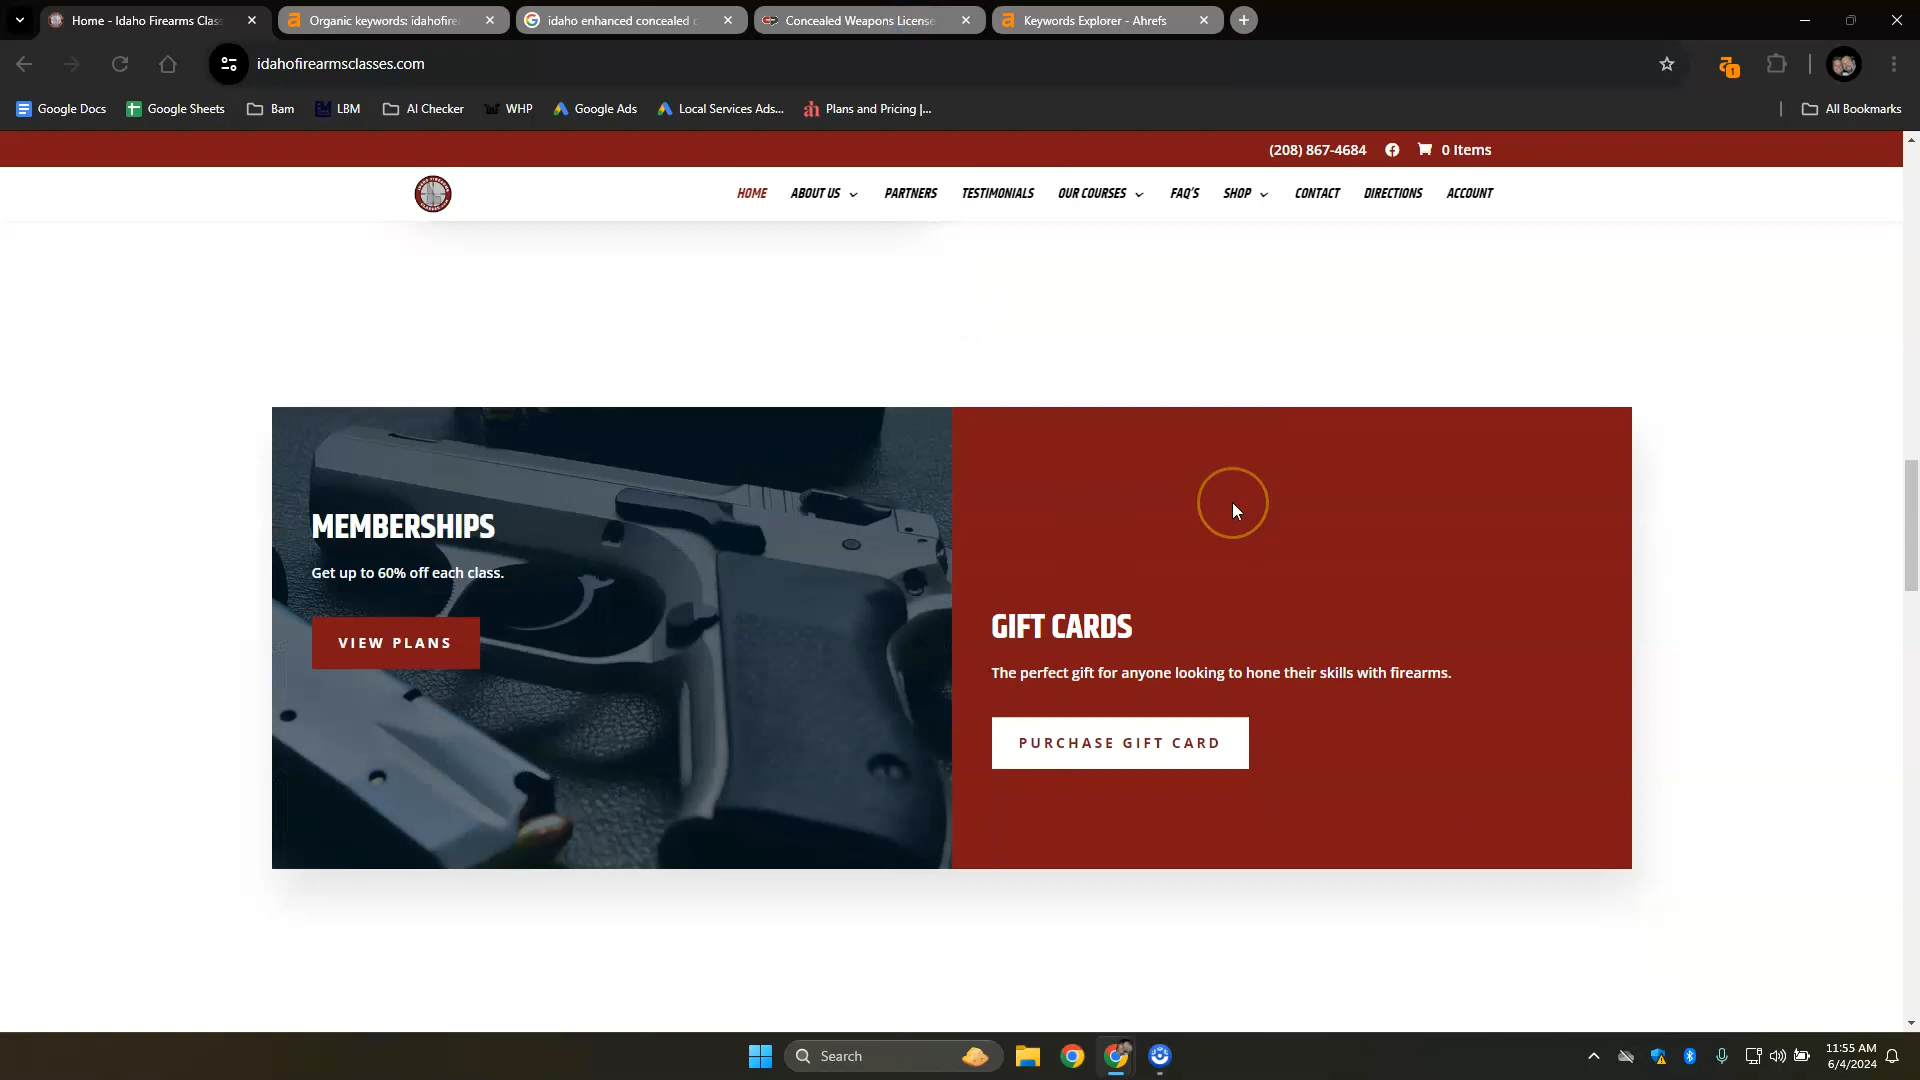 Home - Idaho Firearms Clas
Organic keywords: idahofire
idaho enhanced concealed c
Concealed Weapons License
Keywords Explorer - Ahrefs
idahofirearmsclasses.com
1
Google Docs
Google Sheets
Bam
LBM
AI Checker
WHP
Google Ads
Local Services Ads...
Plans and Pricing |...
All Bookmarks
(208) 867-4684
0 Items
HOME
ABOUT US
PARTNERS
TESTIMONIALS
OUR COURSES
FAQ'S
SHOP
CONTACT
DIRECTIONS
ACCOUNT
MEMBERSHIPS
Get up to 60% off each class.
VIEW PLANS
GIFT CARDS
The perfect gift for anyone looking to hone their skills with firearms.
PURCHASE GIFT CARD
Search
11:55 AM
6/4/2024